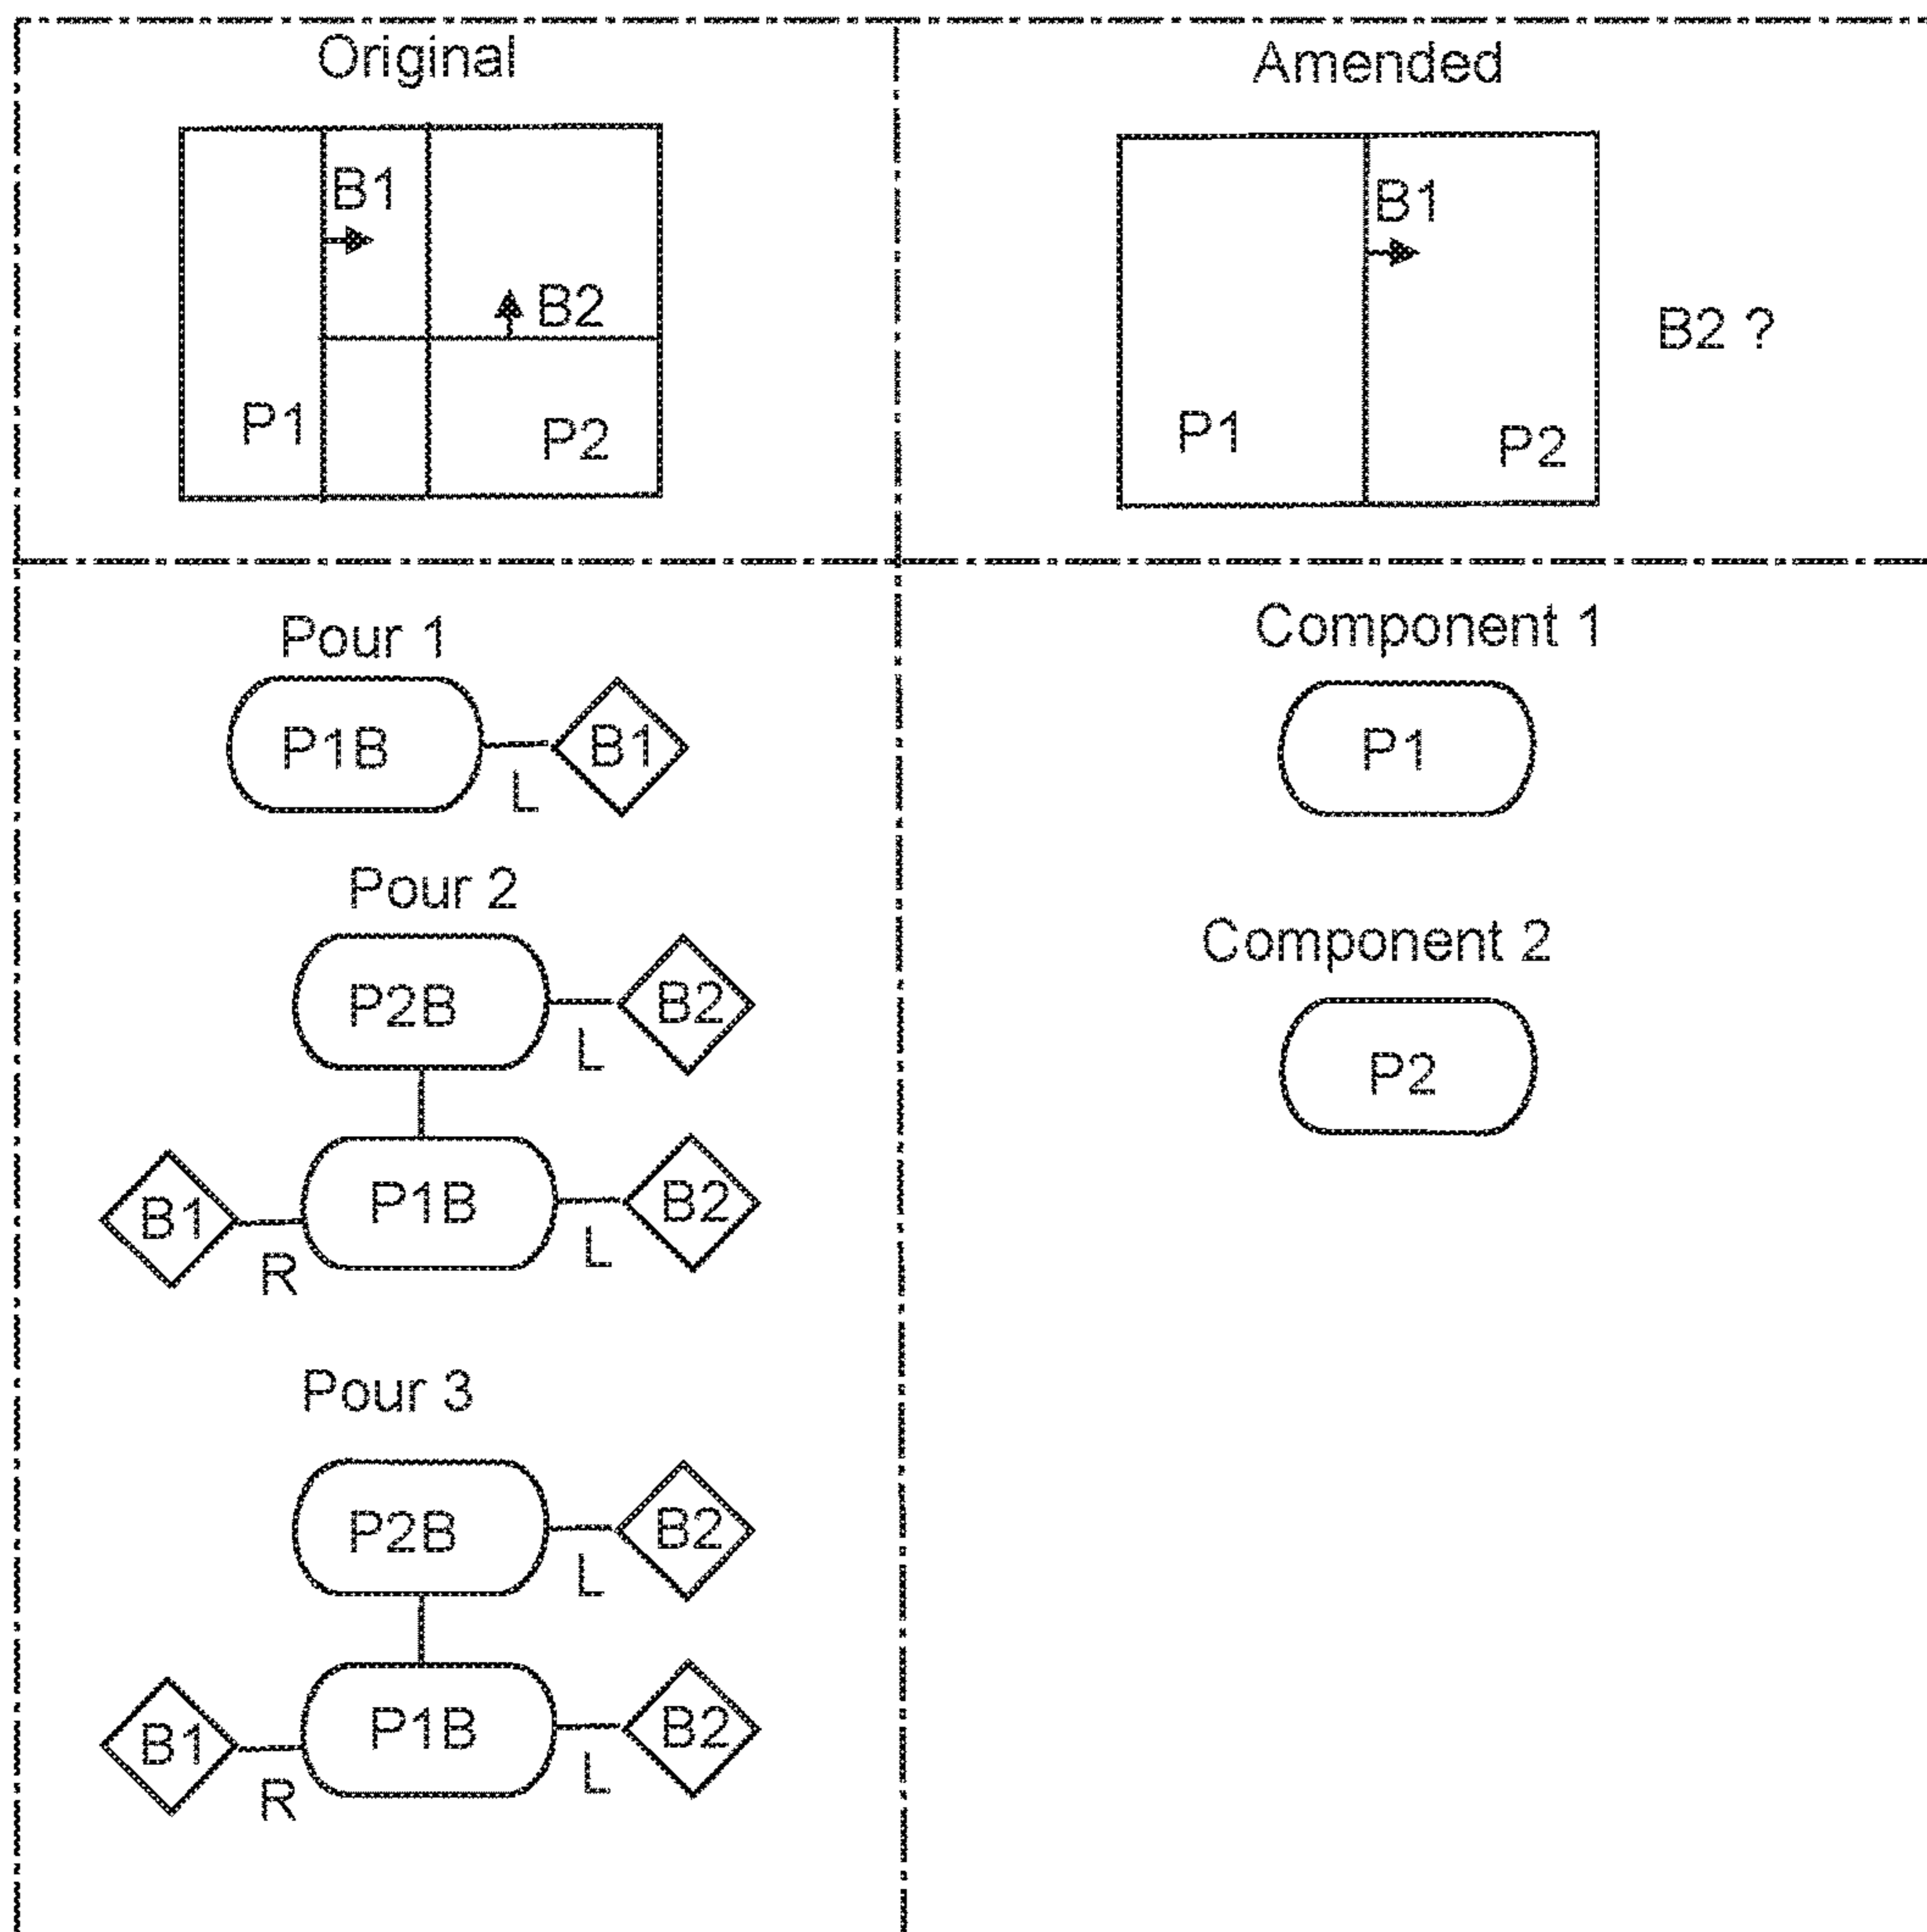 Original
B1
B2
P1
P2
Amended
B1
B2 ?
P1
P2
Pour 1
P1B
B1
L
Pour 2
P2B
B2
L
B1
P1B
B2
R
L
Pour 3
P2B
B2
L
B1
P1B
B2
R
L
Component 1
P1
Component 2
P2